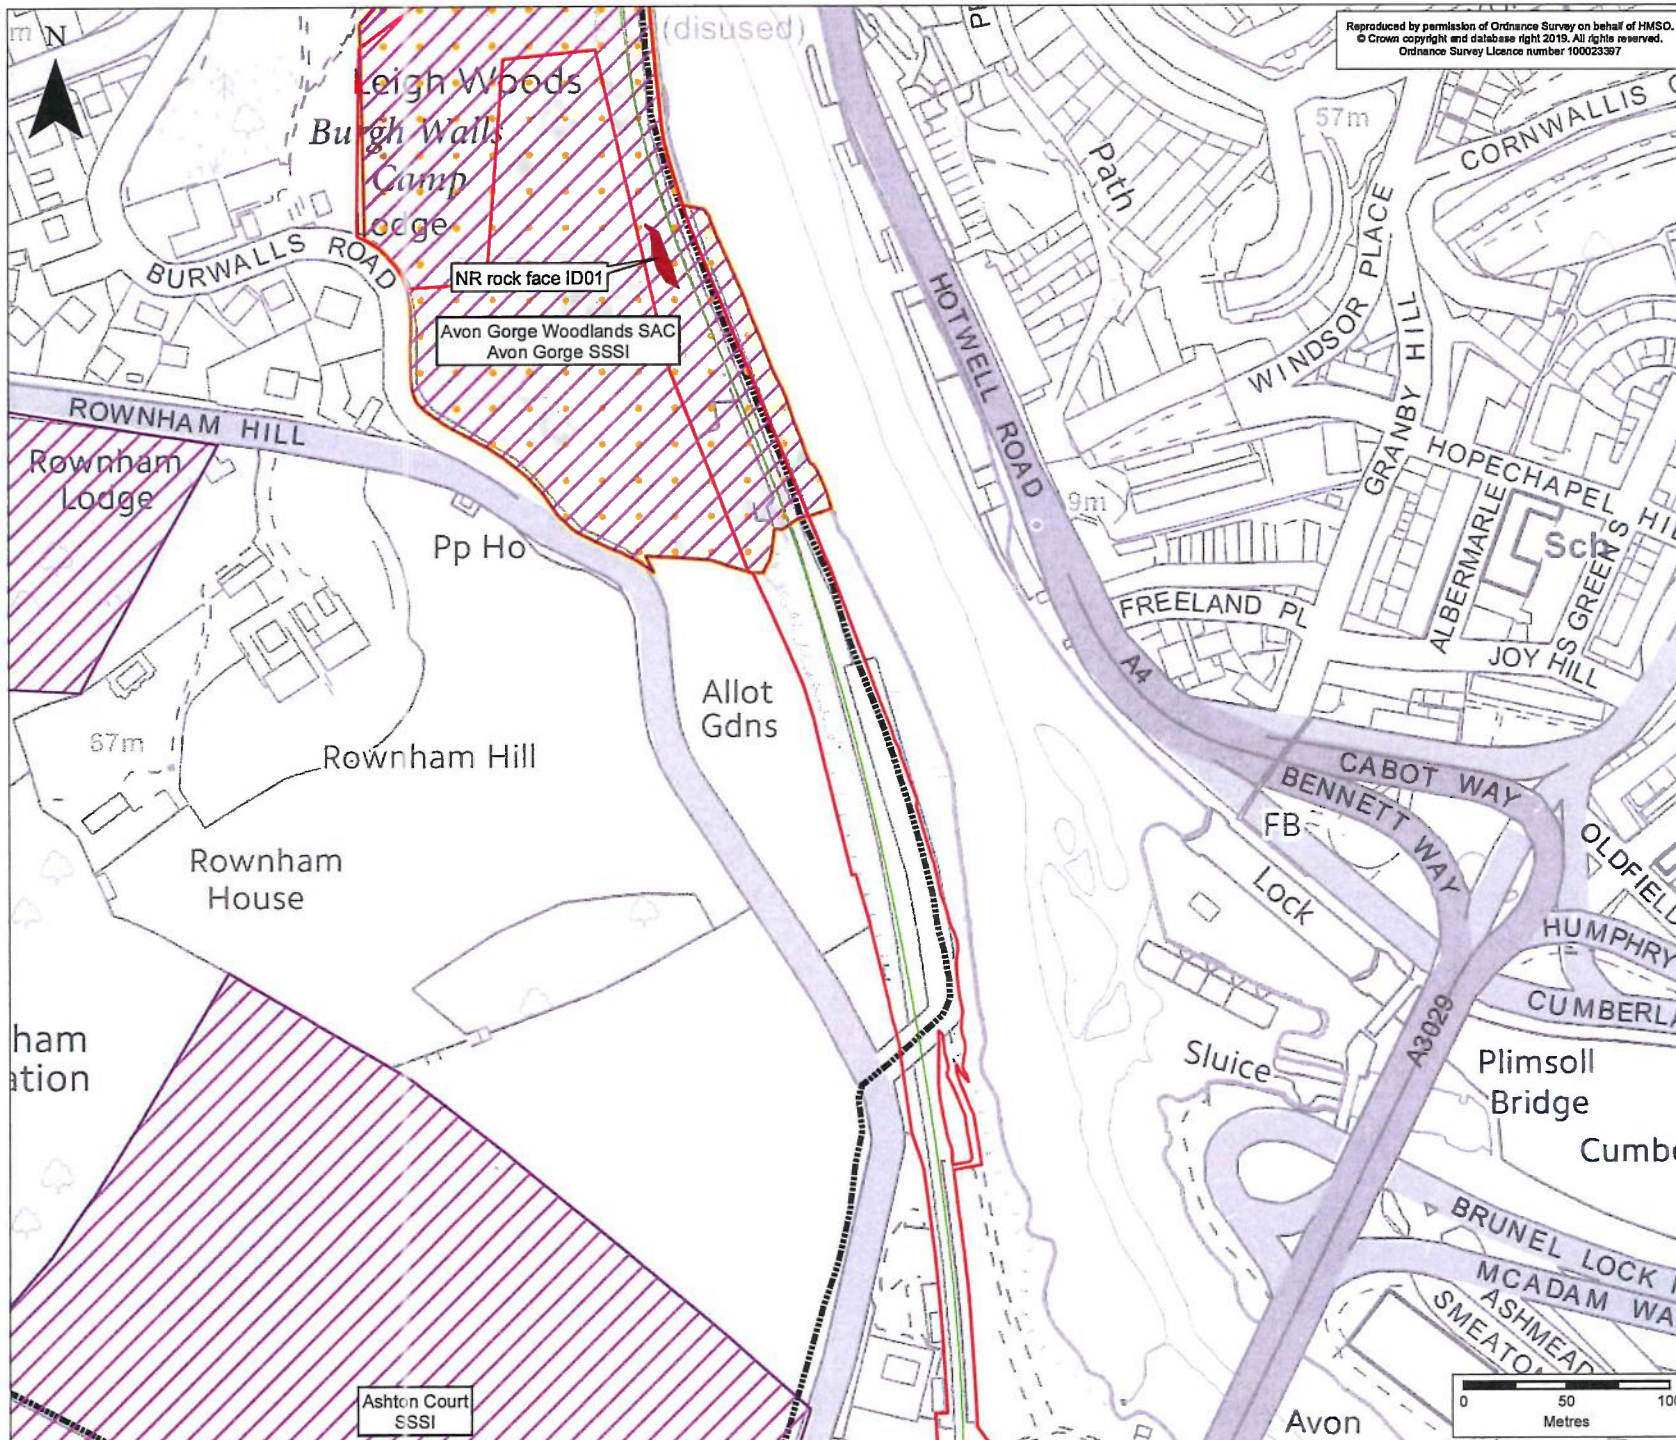 Reproduced by permission of Ordnance Survey on behalf of HMSO.
© Crown copyright and database right 2019. All rights reserved.
Ordnance Survey Licence number 100023397
N
(disused)
Leigh Woods
Burgh Walls
Camp
Lodge
BURWALLS ROAD
NR rock face ID01
Avon Gorge Woodlands SAC
Avon Gorge SSSI
ROWNHAM HILL
Rownham
Lodge
Pp Ho
Path
57m
CORNWALLIS
WINDSOR PLACE
GRANBY HILL
HOTWELL ROAD
9m
HOPECHAPEL
ALBERMARLE
Sch
S GREEN S
FREELAND PL
JOY HILL
A4
Allot
Gdns
67m
Rownham Hill
CABOT WAY
BENNETT WAY
FB
OLDFIELD
Rownham
House
Lock
HUMPHRY
CUMBERLA
ham
ation
A3029
Sluice
Plimsoll
Bridge
Cumb
BRUNEL LOCK
MCADAM WA
ASHMEAD
SMEATON
Ashton Court
SSSI
Avon
0 50 100
Metres